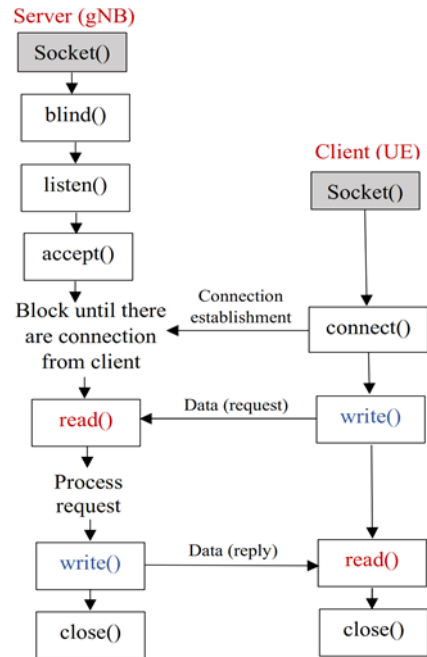 Server (gNB)
Socket()
blind()
listen()
accept()
Block until there
are connection
from client
read()
Process
request
write()
close()
Connection
establishment
Data (request)
Data (reply)
Client (UE)
Socket()
connect()
write()
read()
close()